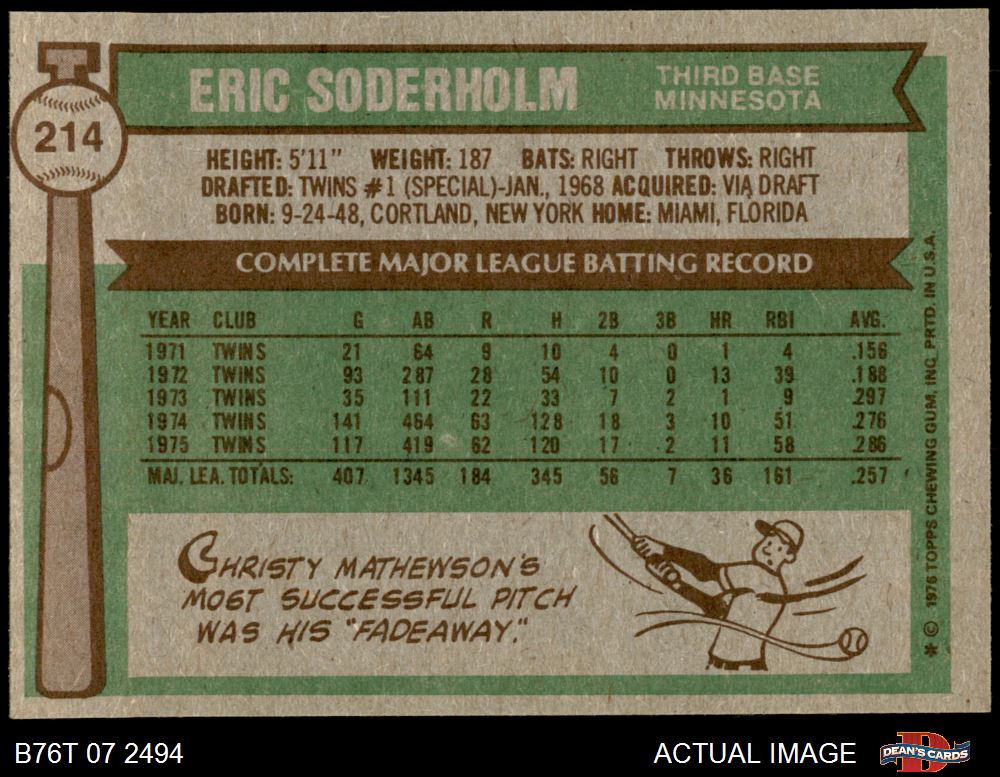 214
ERIC SODERHOLM
THIRD BASE
MINNESOTA
HEIGHT: 5'11" WEIGHT: 187 BATS: RIGHT THROWS: RIGHT
DRAFTED: TWINS #1 (SPECIAL)-JAN., 1968 ACQUIRED: VIA DRAFT
BORN: 9-24-48, CORTLAND, NEW YORK HOME: MIAMI, FLORIDA
COMPLETE MAJOR LEAGUE BATTING RECORD
YEAR CLUB G AB R H 2B 3B HR RBI AVG.
1971 TWINS 21 64 9 10 4 0 1 4 .156
1972 TWINS 93 287 28 54 10 0 13 39 .188
1973 TWINS 35 111 22 33 7 2 1 9 .297
1974 TWINS 141 464 63 128 18 3 10 51 .276
1975 TWINS 117 419 62 120 17 2 11 58 .286
MAJ. LEA. TOTALS: 407 1345 184 345 56 7 36 161 .257
CHRISTY MATHEWSON'S
MOST SUCCESSFUL PITCH
WAS HIS "FADEAWAY."
* © 1976 TOPPS CHEWING GUM, INC. PRTD. IN U.S.A.
B76T 07 2494
ACTUAL IMAGE
D
DEAN'S CARDS